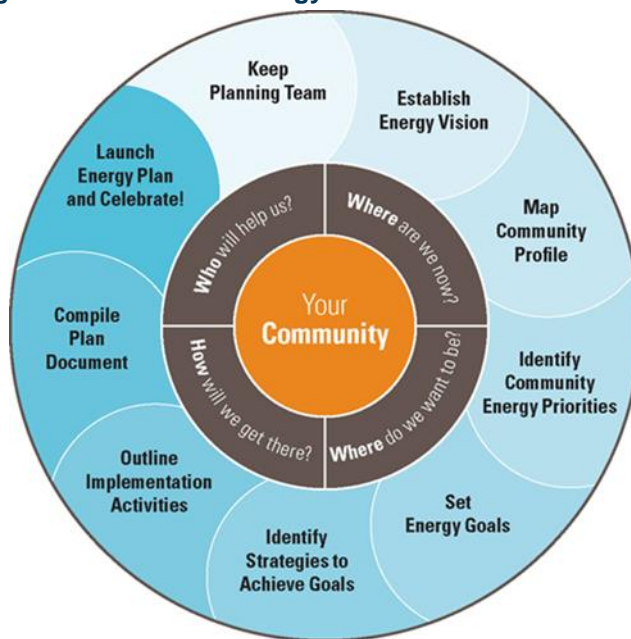 Keep
Planning Team
Establish
Energy Vision
Map
Community
Profile
Identify
Community
Energy Priorities
Set
Energy Goals
Identify
Strategies to
Achieve Goals
Outline
Implementation
Activities
Compile
Plan
Document
Launch
Energy Plan
and Celebrate!
Who will help us?
Where are we now?
Where do we want to be?
How will we get there?
Your
Community